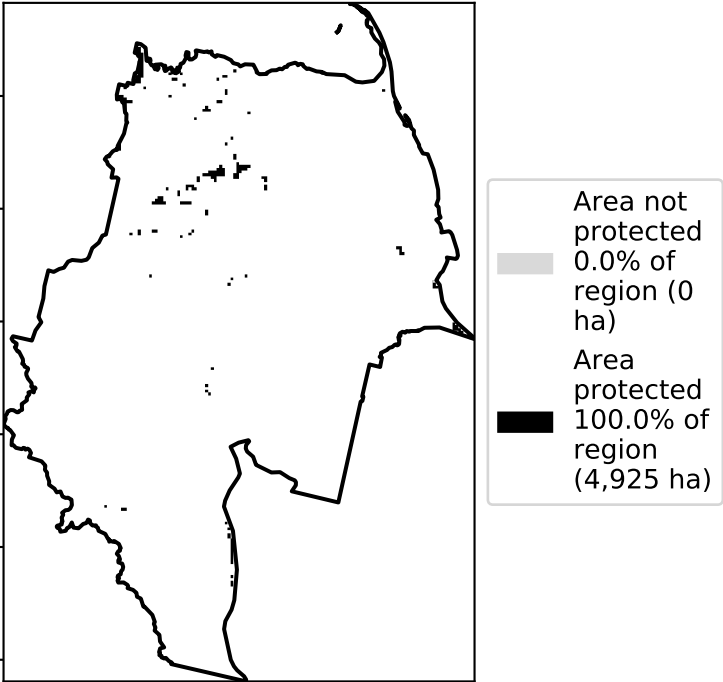 Area not
protected
0.0% of
region (0
ha)
Area
protected
100.0% of
region
(4,925 ha)